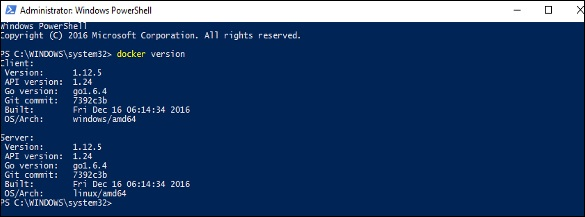 Administrator: Windows PowerShell
Windows PowerShell
Copyright (C) 2016 Microsoft Corporation. All rights reserved.
PS C:\WINDOWS\system32> docker version
Client:
 Version:      1.12.5
 API version:  1.24
 Go version:   go1.6.4
 Git commit:   7392c3b
 Built:        Fri Dec 16 06:14:34 2016
 OS/Arch:      windows/amd64
Server:
 Version:      1.12.5
 API version:  1.24
 Go version:   go1.6.4
 Git commit:   7392c3b
 Built:        Fri Dec 16 06:14:34 2016
 OS/Arch:      linux/amd64
PS C:\WINDOWS\system32>